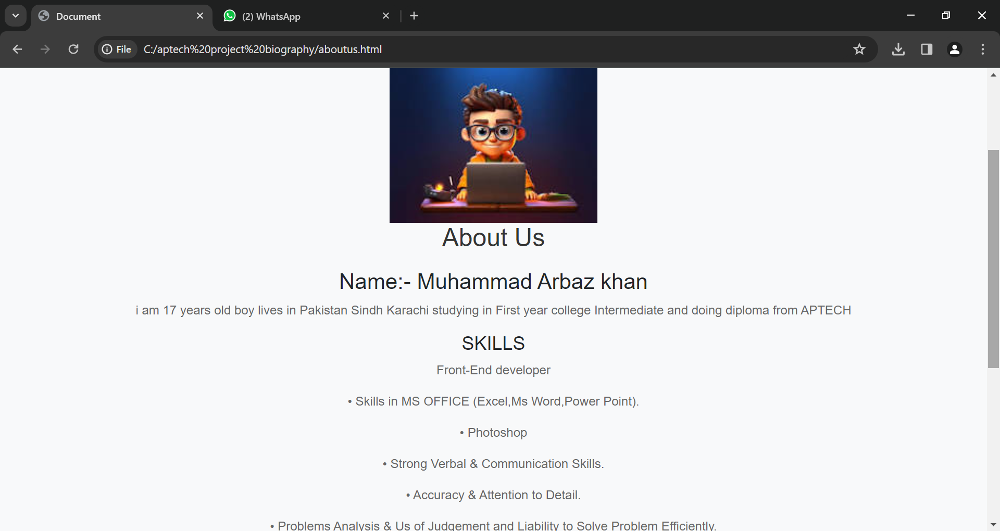 Document
(2) WhatsApp
File
C:/aptech%20project%20biography/aboutus.html
About Us
Name:- Muhammad Arbaz khan
i am 17 years old boy lives in Pakistan Sindh Karachi studying in First year college Intermediate and doing diploma from APTECH
SKILLS
Front-End developer
• Skills in MS OFFICE (Excel,Ms Word,Power Point).
• Photoshop
• Strong Verbal & Communication Skills.
• Accuracy & Attention to Detail.
• Problems Analysis & Us of Judgement and Liability to Solve Problem Efficiently.